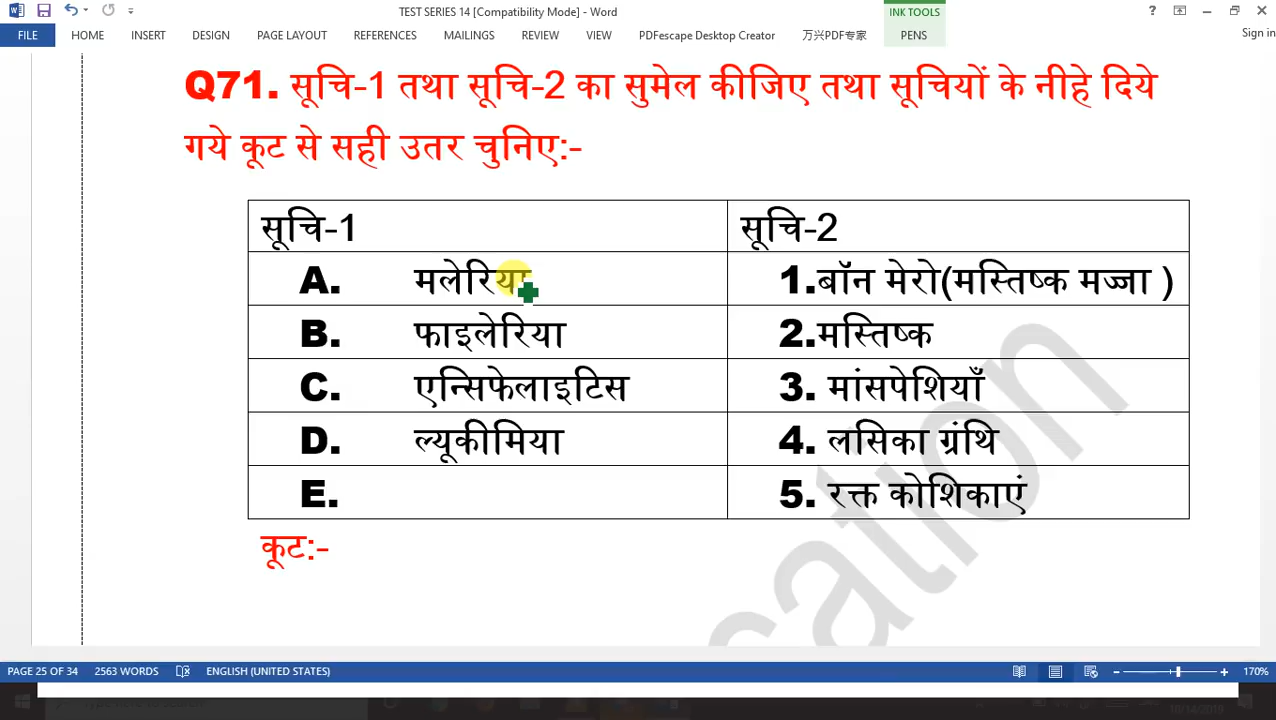 TEST SERIES 14 [Compatibility Mode] - Word
INK TOOLS
FILE HOME INSERT DESIGN PAGE LAYOUT REFERENCES MAILINGS REVIEW VIEW PDFescape Desktop Creator 万兴PDF专家 PENS
Sign in
Q71. सूचि-1 तथा सूचि-2 का सुमेल कीजिए तथा सूचियों के नीहे दिये
गये कूट से सही उतर चुनिए:-
सूचि-1 सूचि-2
A. मलेरिया 1.बॉन मेरो(मस्तिष्क मज्जा )
B. फाइलेरिया 2.मस्तिष्क
C. एन्सिफेलाइटिस 3. मांसपेशियाँ
D. ल्यूकीमिया 4. लसिका ग्रंथि
E. 5. रक्त कोशिकाएं
कूट:-
cation
PAGE 25 OF 34 2563 WORDS ENGLISH (UNITED STATES) 170%